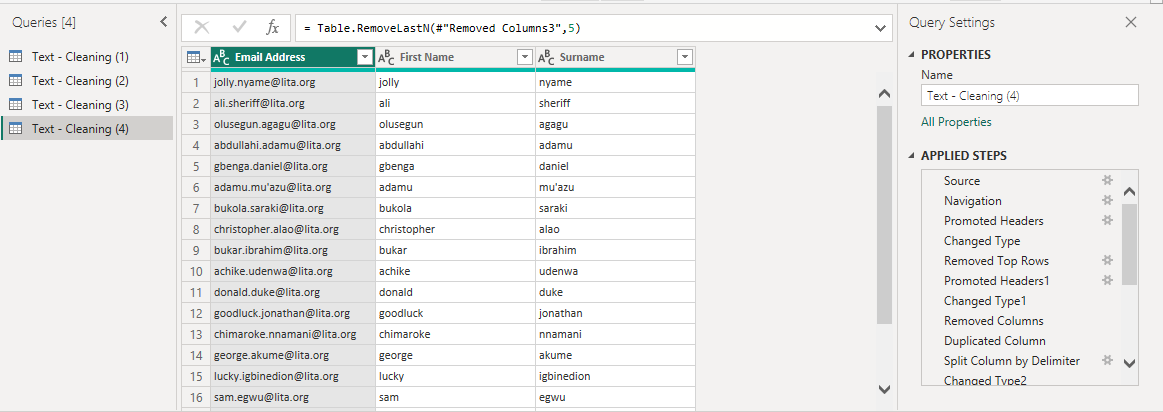 Queries [4]
Text - Cleaning (1)
Text - Cleaning (2)
Text - Cleaning (3)
Text - Cleaning (4)
fx = Table.RemoveLastN(#"Removed Columns3",5)
ABC Email Address ABC First Name ABC Surname
1 jolly.nyame@lita.org jolly nyame
2 ali.sheriff@lita.org ali sheriff
3 olusegun.agagu@lita.org olusegun agagu
4 abdullahi.adamu@lita.org abdullahi adamu
5 gbenga.daniel@lita.org gbenga daniel
6 adamu.mu'azu@lita.org adamu mu'azu
7 bukola.saraki@lita.org bukola saraki
8 christopher.alao@lita.org christopher alao
9 bukar.ibrahim@lita.org bukar ibrahim
10 achike.udenwa@lita.org achike udenwa
11 donald.duke@lita.org donald duke
12 goodluck.jonathan@lita.org goodluck jonathan
13 chimaroke.nnamani@lita.org chimaroke nnamani
14 george.akume@lita.org george akume
15 lucky.igbinedion@lita.org lucky igbinedion
16 sam.egwu@lita.org sam egwu
Query Settings
PROPERTIES
Name
Text - Cleaning (4)
All Properties
APPLIED STEPS
Source
Navigation
Promoted Headers
Changed Type
Removed Top Rows
Promoted Headers1
Changed Type1
Removed Columns
Duplicated Column
Split Column by Delimiter
Changed Type2